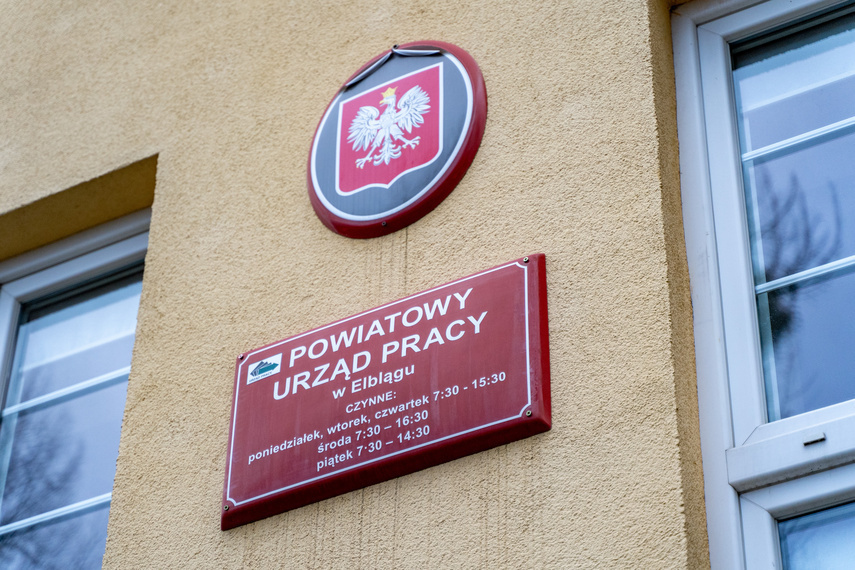 POWIATOWY
URZĄD PRACY
w Elblągu
CZYNNE:
poniedziałek, wtorek, czwartek 7:30 - 15:30
środa 7:30 – 16:30
piątek 7:30 – 14:30